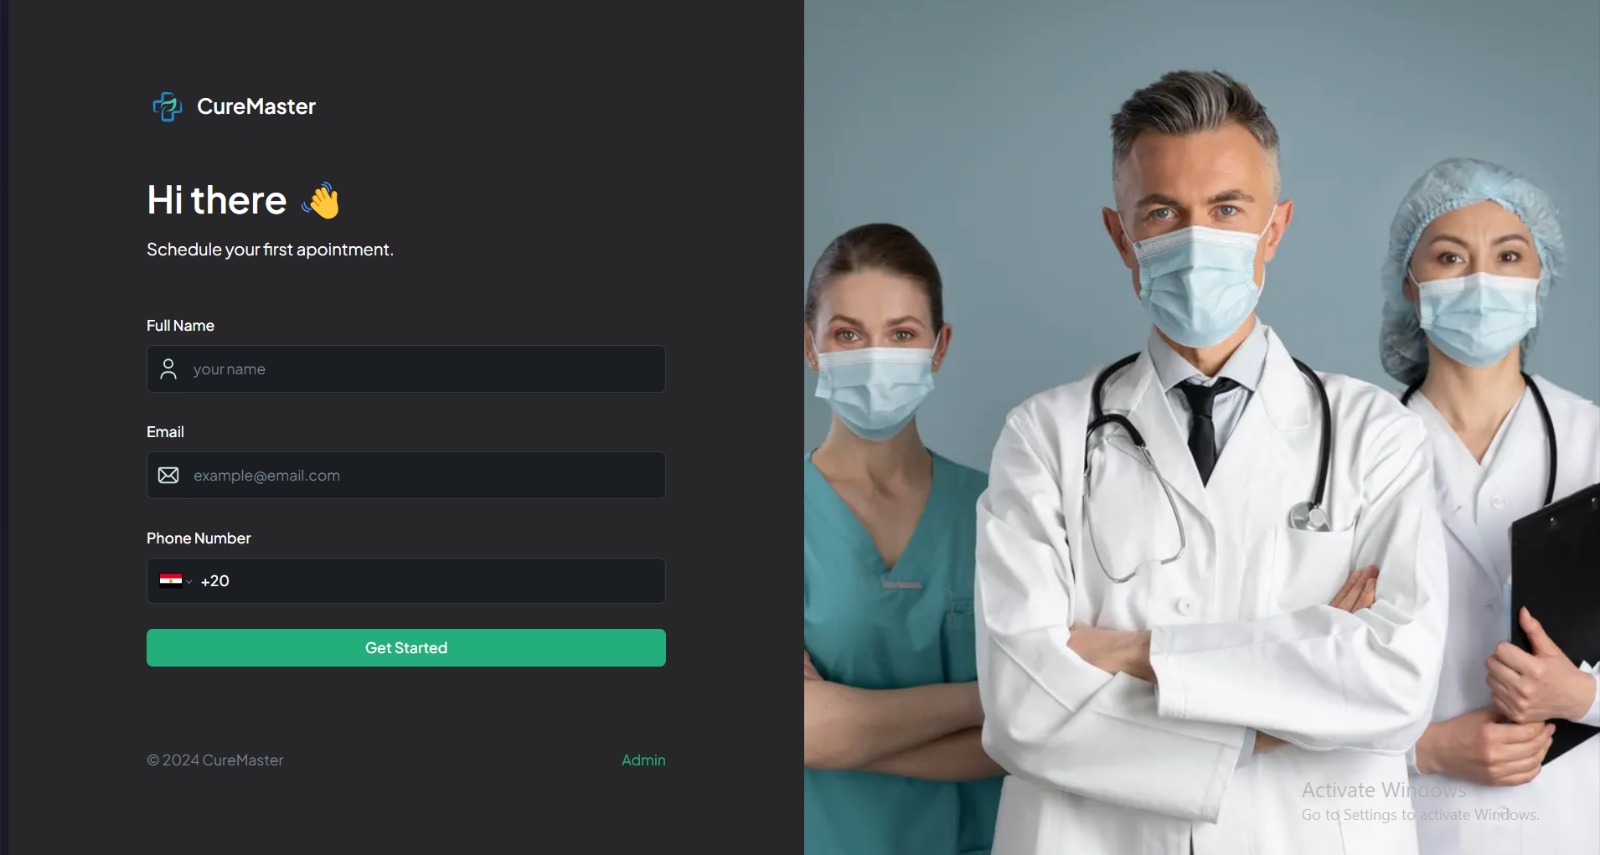 CureMaster
Hi there 👋
Schedule your first apointment.
Full Name
your name
Email
example@email.com
Phone Number
+20
Get Started
© 2024 CureMaster
Admin
Activate Windows
Go to Settings to activate Windows.